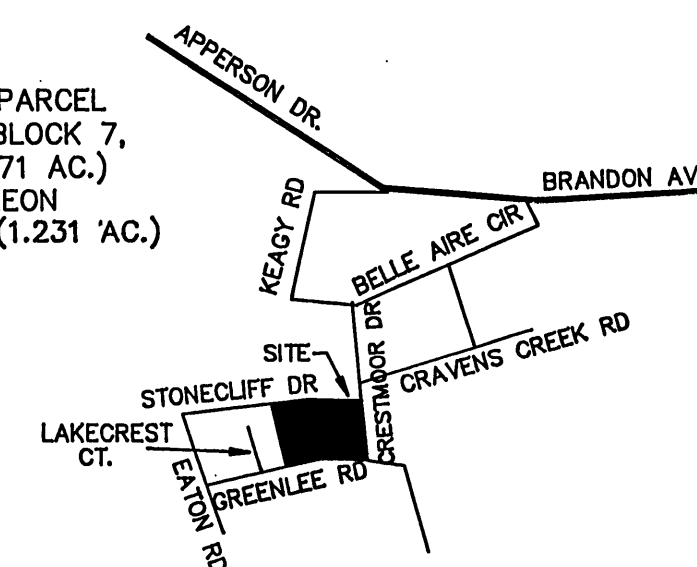 APPERSON DR.
PARCEL
BLOCK 7,
71 AC.)
EON
(1.231 AC.)
BRANDON AV
KEAGY RD
BELLE AIRE CIR
SITE
CRESTMOOR DR
CRAVENS CREEK RD
STONECLIFF DR
LAKECREST
CT.
EATON RD
GREENLEE RD